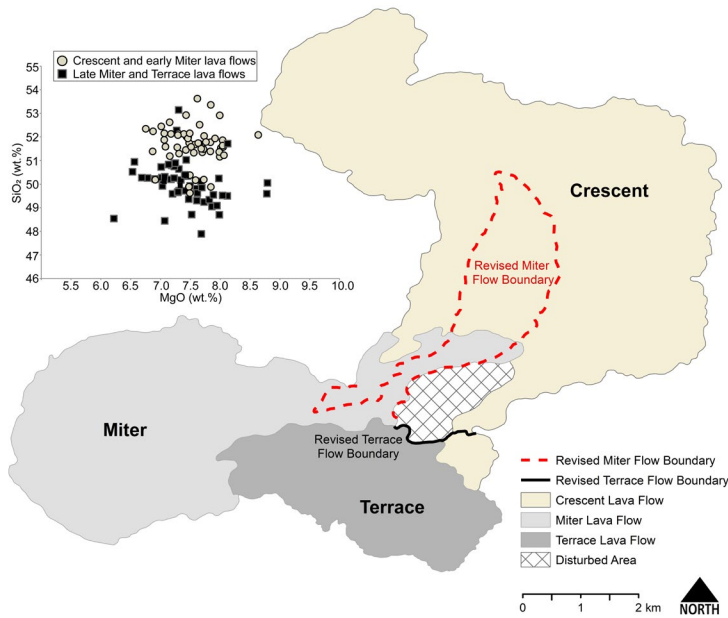 Crescent and early Miter lava flows
Late Miter and Terrace lava flows
55
54
53
52
51
50
49
48
47
46
SiO₂ (wt.%)
5.5 6.0 6.5 7.0 7.5 8.0 8.5 9.0 9.5 10.0
MgO (wt.%)
Crescent
Revised Miter
Flow Boundary
Miter
Revised Terrace
Flow Boundary
Terrace
Revised Miter Flow Boundary
Revised Terrace Flow Boundary
Crescent Lava Flow
Miter Lava Flow
Terrace Lava Flow
Disturbed Area
0 1 2 km
NORTH